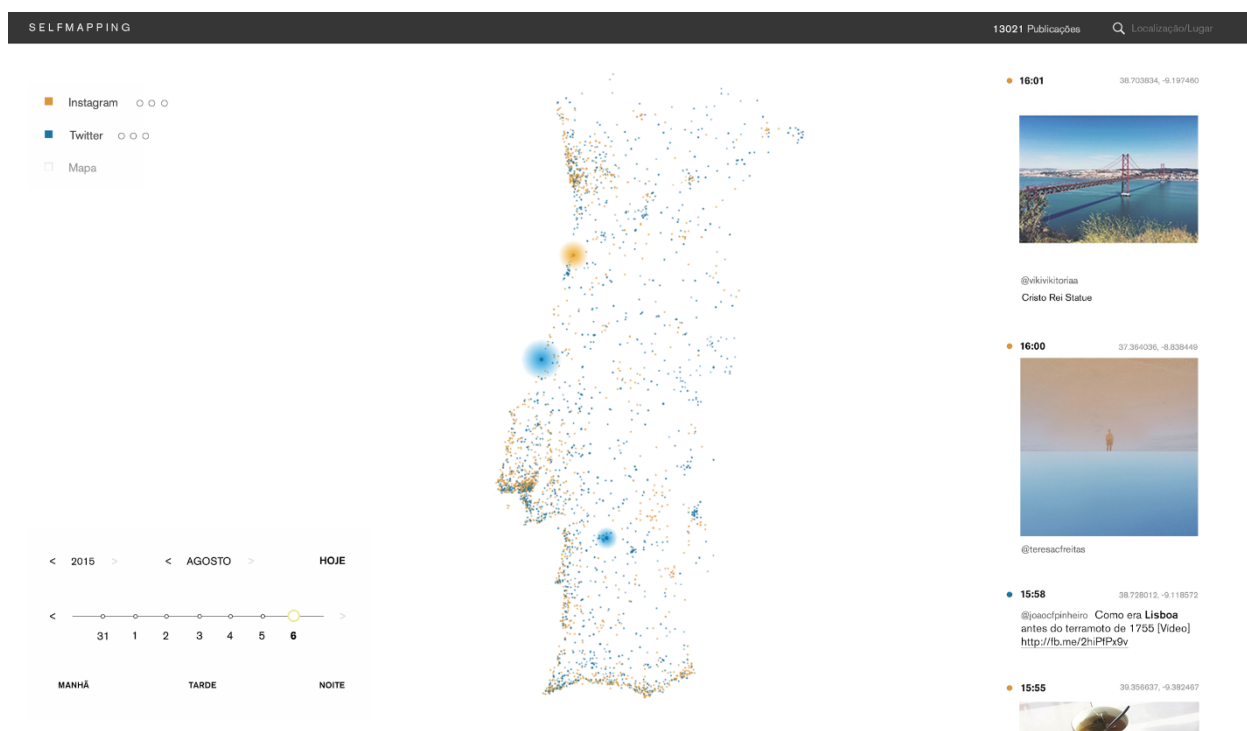 SELFMAPPING
13021 Publicações
Localização/Lugar
Instagram
Twitter
Mapa
< 2015 >
< AGOSTO >
HOJE
< >
31 1 2 3 4 5 6
MANHÃ TARDE NOITE
16:01 38.703834, -9.197460
@vikivikitoriaa
Cristo Rei Statue
16:00 37.364036, -8.838449
@teresacfreitas
15:58 38.728012, -9.118572
@joaocfpinheiro Como era Lisboa
antes do terramoto de 1755 [Vídeo]
http://fb.me/2hiPfPx9v
15:55 39.356637, -9.382467